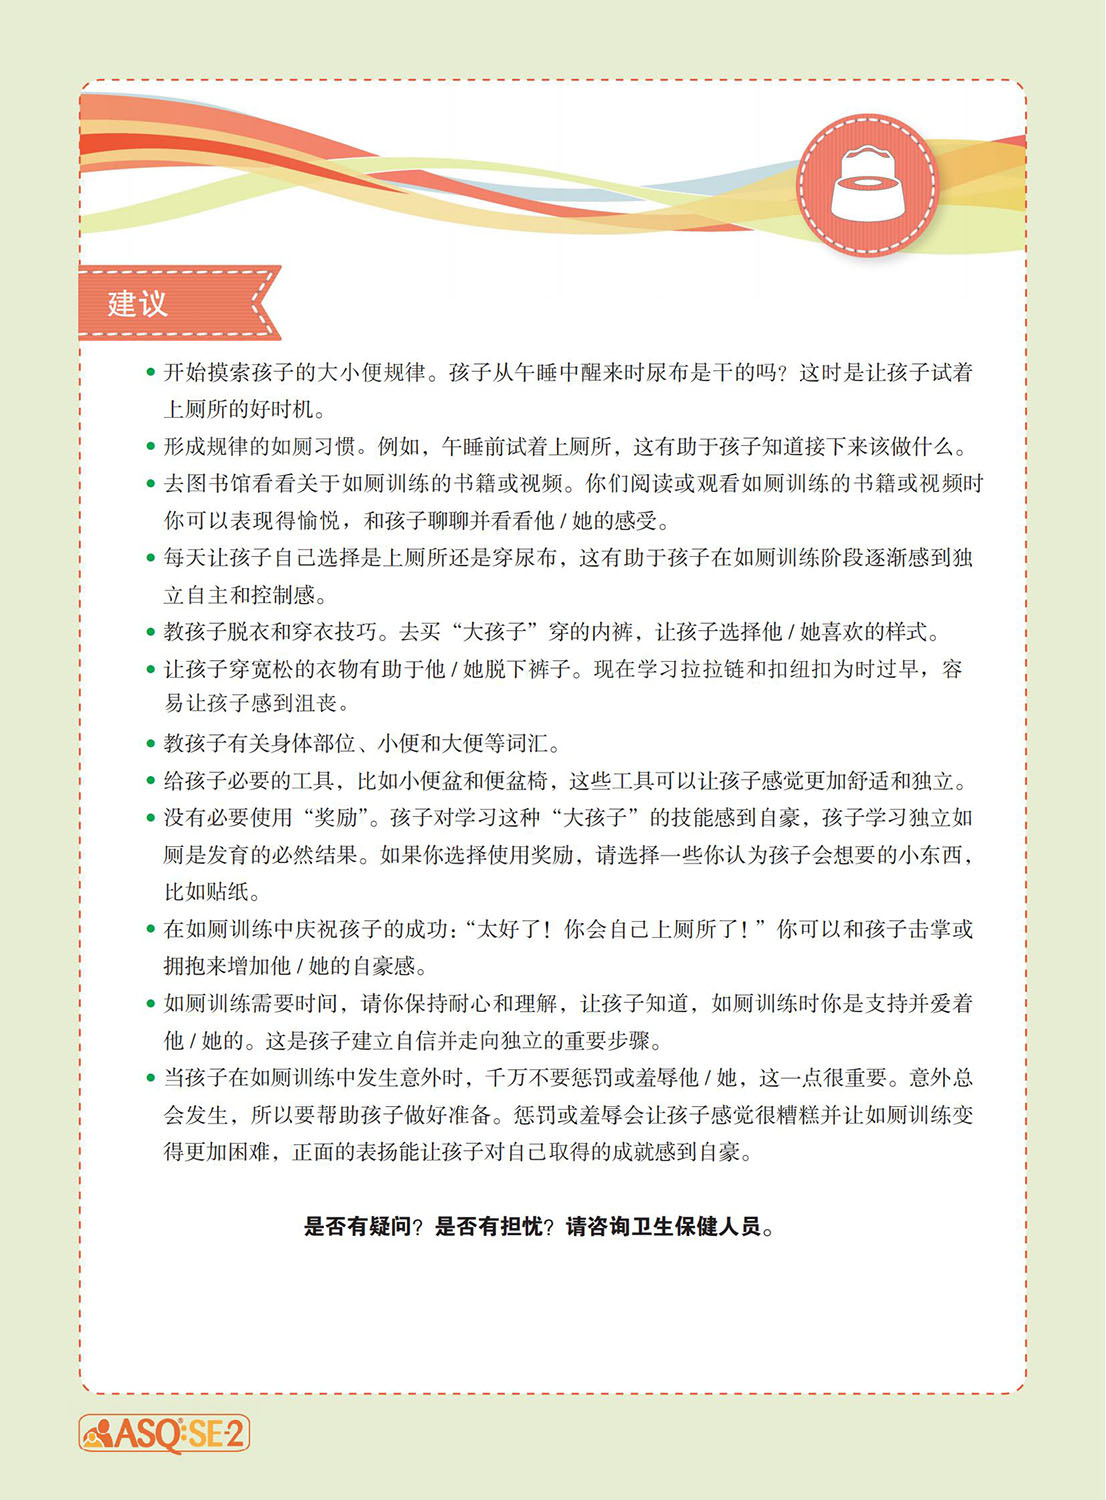 建议
• 开始摸索孩子的大小便规律。孩子从午睡中醒来时尿布是干的吗？这时是让孩子试着
上厕所的好时机。
• 形成规律的如厕习惯。例如，午睡前试着上厕所，这有助于孩子知道接下来该做什么。
• 去图书馆看看关于如厕训练的书籍或视频。你们阅读或观看如厕训练的书籍或视频时
你可以表现得愉悦，和孩子聊聊并看看他 / 她的感受。
• 每天让孩子自己选择是上厕所还是穿尿布，这有助于孩子在如厕训练阶段逐渐感到独
立自主和控制感。
• 教孩子脱衣和穿衣技巧。去买“大孩子”穿的内裤，让孩子选择他 / 她喜欢的样式。
• 让孩子穿宽松的衣物有助于他 / 她脱下裤子。现在学习拉拉链和扣纽扣为时过早，容
易让孩子感到沮丧。
• 教孩子有关身体部位、小便和大便等词汇。
• 给孩子必要的工具，比如小便盆和便盆椅，这些工具可以让孩子感觉更加舒适和独立。
• 没有必要使用“奖励”。孩子对学习这种“大孩子”的技能感到自豪，孩子学习独立如
厕是发育的必然结果。如果你选择使用奖励，请选择一些你认为孩子会想要的小东西，
比如贴纸。
• 在如厕训练中庆祝孩子的成功：“太好了！你会自己上厕所了！”你可以和孩子击掌或
拥抱来增加他 / 她的自豪感。
• 如厕训练需要时间，请你保持耐心和理解，让孩子知道，如厕训练时你是支持并爱着
他 / 她的。这是孩子建立自信并走向独立的重要步骤。
• 当孩子在如厕训练中发生意外时，千万不要惩罚或羞辱他 / 她，这一点很重要。意外总
会发生，所以要帮助孩子做好准备。惩罚或羞辱会让孩子感觉很糟糕并让如厕训练变
得更加困难，正面的表扬能让孩子对自己取得的成就感到自豪。
是否有疑问？是否有担忧？请咨询卫生保健人员。
ASQ®:SE-2